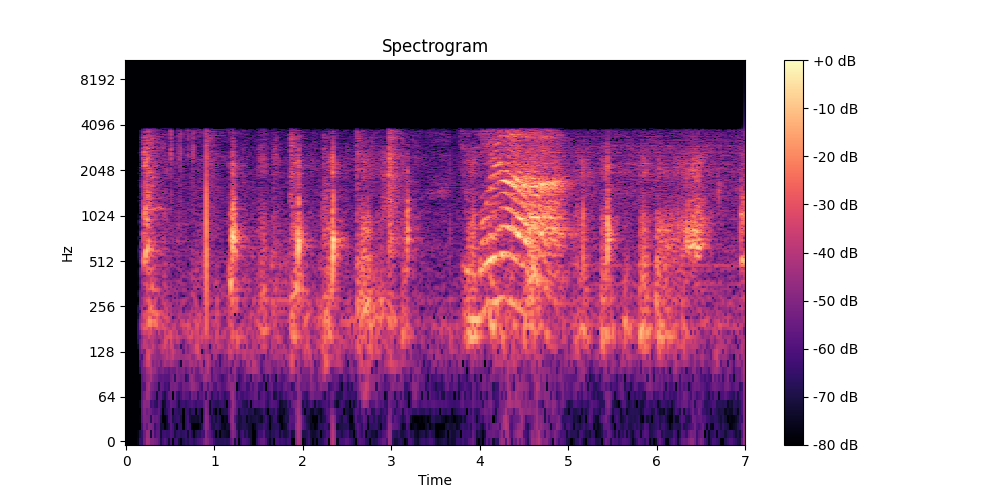 Spectrogram
8192
4096
2048
1024
512
256
128
64
0
Hz
0 1 2 3 4 5 6 7
Time
+0 dB
-10 dB
-20 dB
-30 dB
-40 dB
-50 dB
-60 dB
-70 dB
-80 dB